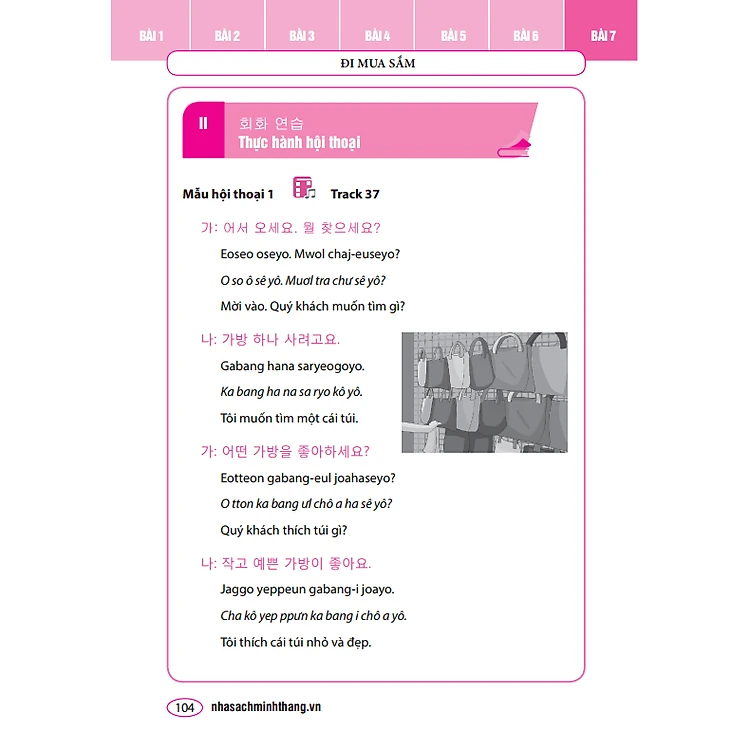 BÀI 1 BÀI 2 BÀI 3 BÀI 4 BÀI 5 BÀI 6 BÀI 7
ĐI MUA SẮM
II
회화 연습
Thực hành hội thoại
Mẫu hội thoại 1 Track 37
가: 어서 오세요. 뭘 찾으세요?
Eoseo oseyo. Mwol chaj-euseyo?
O so ô sê yô. Muơl tra chư sê yô?
Mời vào. Quý khách muốn tìm gì?
나: 가방 하나 사려고요.
Gabang hana saryeogoyo.
Ka bang ha na sa ryo kô yô.
Tôi muốn tìm một cái túi.
가: 어떤 가방을 좋아하세요?
Eotteon gabang-eul joahaseyo?
O tton ka bang ưl chô a ha sê yô?
Quý khách thích túi gì?
나: 작고 예쁜 가방이 좋아요.
Jaggo yeppeun gabang-i joayo.
Cha kô yep ppưn ka bang i chô a yô.
Tôi thích cái túi nhỏ và đẹp.
104 nhasachminhthang.vn